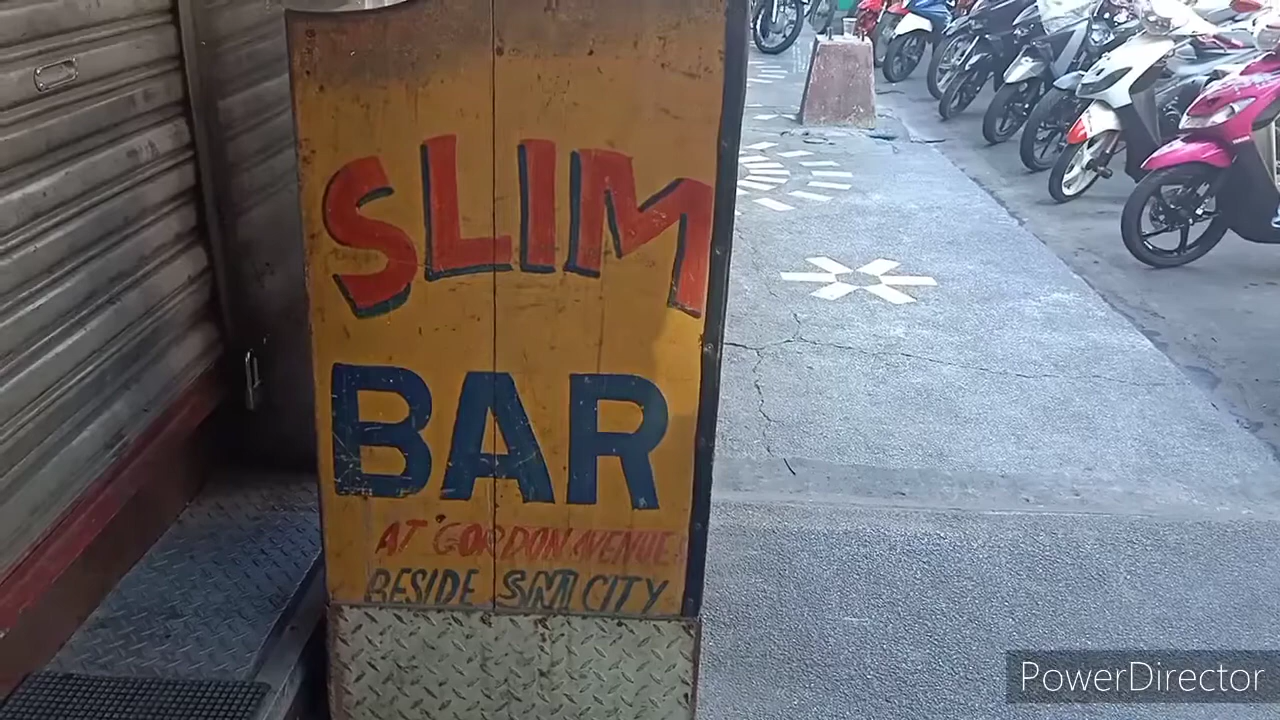 SLIM
BAR
AT GORDON AVENUE
BESIDE SM CITY
PowerDirector